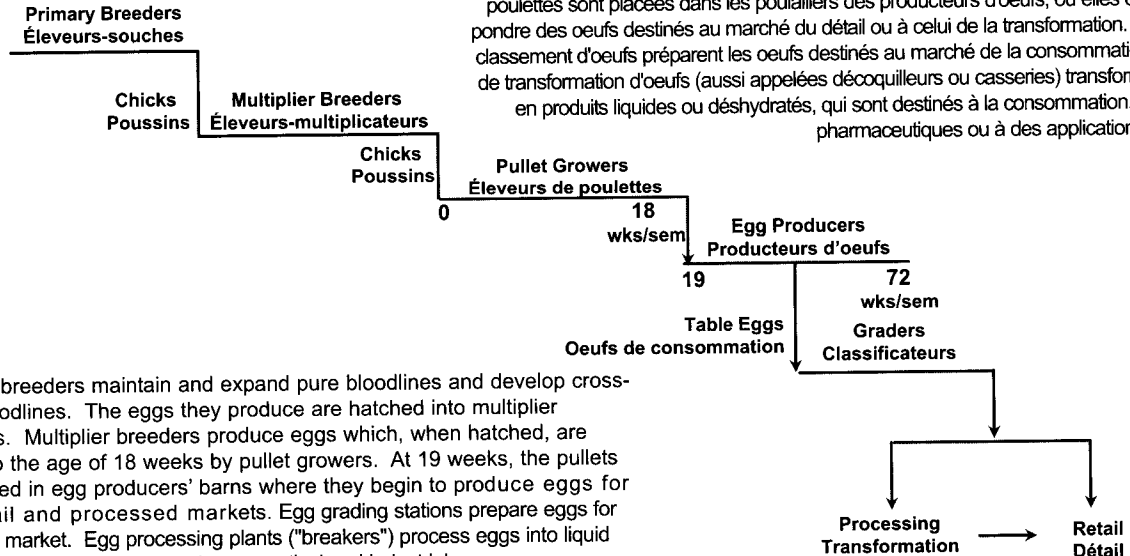 Primary Breeders
Éleveurs-souches
poulettes sont placées dans les poulaillers des producteurs d'oeufs, où elles
pondre des oeufs destinés au marché du détail ou à celui de la transformation.
classement d'oeufs préparent les oeufs destinés au marché de la consommati
de transformation d'oeufs (aussi appelées décoquilleurs ou casseries) transfor
en produits liquides ou déshydratés, qui sont destinés à la consommation
pharmaceutiques ou à des application
Chicks
Poussins
Multiplier Breeders
Éleveurs-multiplicateurs
Chicks
Poussins
Pullet Growers
Éleveurs de poulettes
0
18
wks/sem
Egg Producers
Producteurs d'oeufs
19
72
wks/sem
Table Eggs
Oeufs de consommation
Graders
Classificateurs
breeders maintain and expand pure bloodlines and develop cross-
odlines. The eggs they produce are hatched into multiplier
s. Multiplier breeders produce eggs which, when hatched, are
the age of 18 weeks by pullet growers. At 19 weeks, the pullets
ed in egg producers' barns where they begin to produce eggs for
ail and processed markets. Egg grading stations prepare eggs for
market. Egg processing plants ("breakers") process eggs into liquid
Processing
Transformation
Retail
Détail